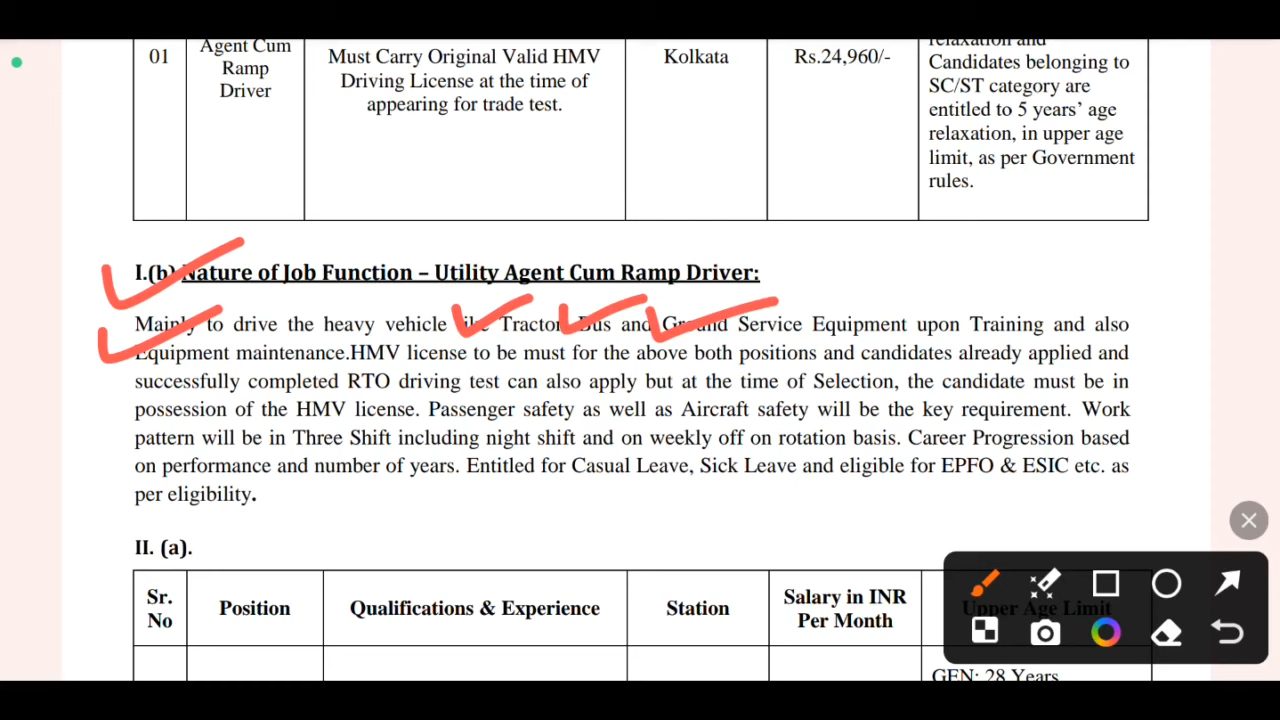 01
Agent Cum
Ramp
Driver
Must Carry Original Valid HMV
Driving License at the time of
appearing for trade test.
Kolkata
Rs.24,960/-
relaxation and
Candidates belonging to
SC/ST category are
entitled to 5 years’ age
relaxation, in upper age
limit, as per Government
rules.
I.(b) Nature of Job Function – Utility Agent Cum Ramp Driver:
Mainly to drive the heavy vehicle like Tractor Bus and Ground Service Equipment upon Training and also
Equipment maintenance.HMV license to be must for the above both positions and candidates already applied and
successfully completed RTO driving test can also apply but at the time of Selection, the candidate must be in
possession of the HMV license. Passenger safety as well as Aircraft safety will be the key requirement. Work
pattern will be in Three Shift including night shift and on weekly off on rotation basis. Career Progression based
on performance and number of years. Entitled for Casual Leave, Sick Leave and eligible for EPFO & ESIC etc. as
per eligibility.
II. (a).
Sr.
No
Position
Qualifications & Experience
Station
Salary in INR
Per Month
Upper Age Limit
GEN: 28 Years